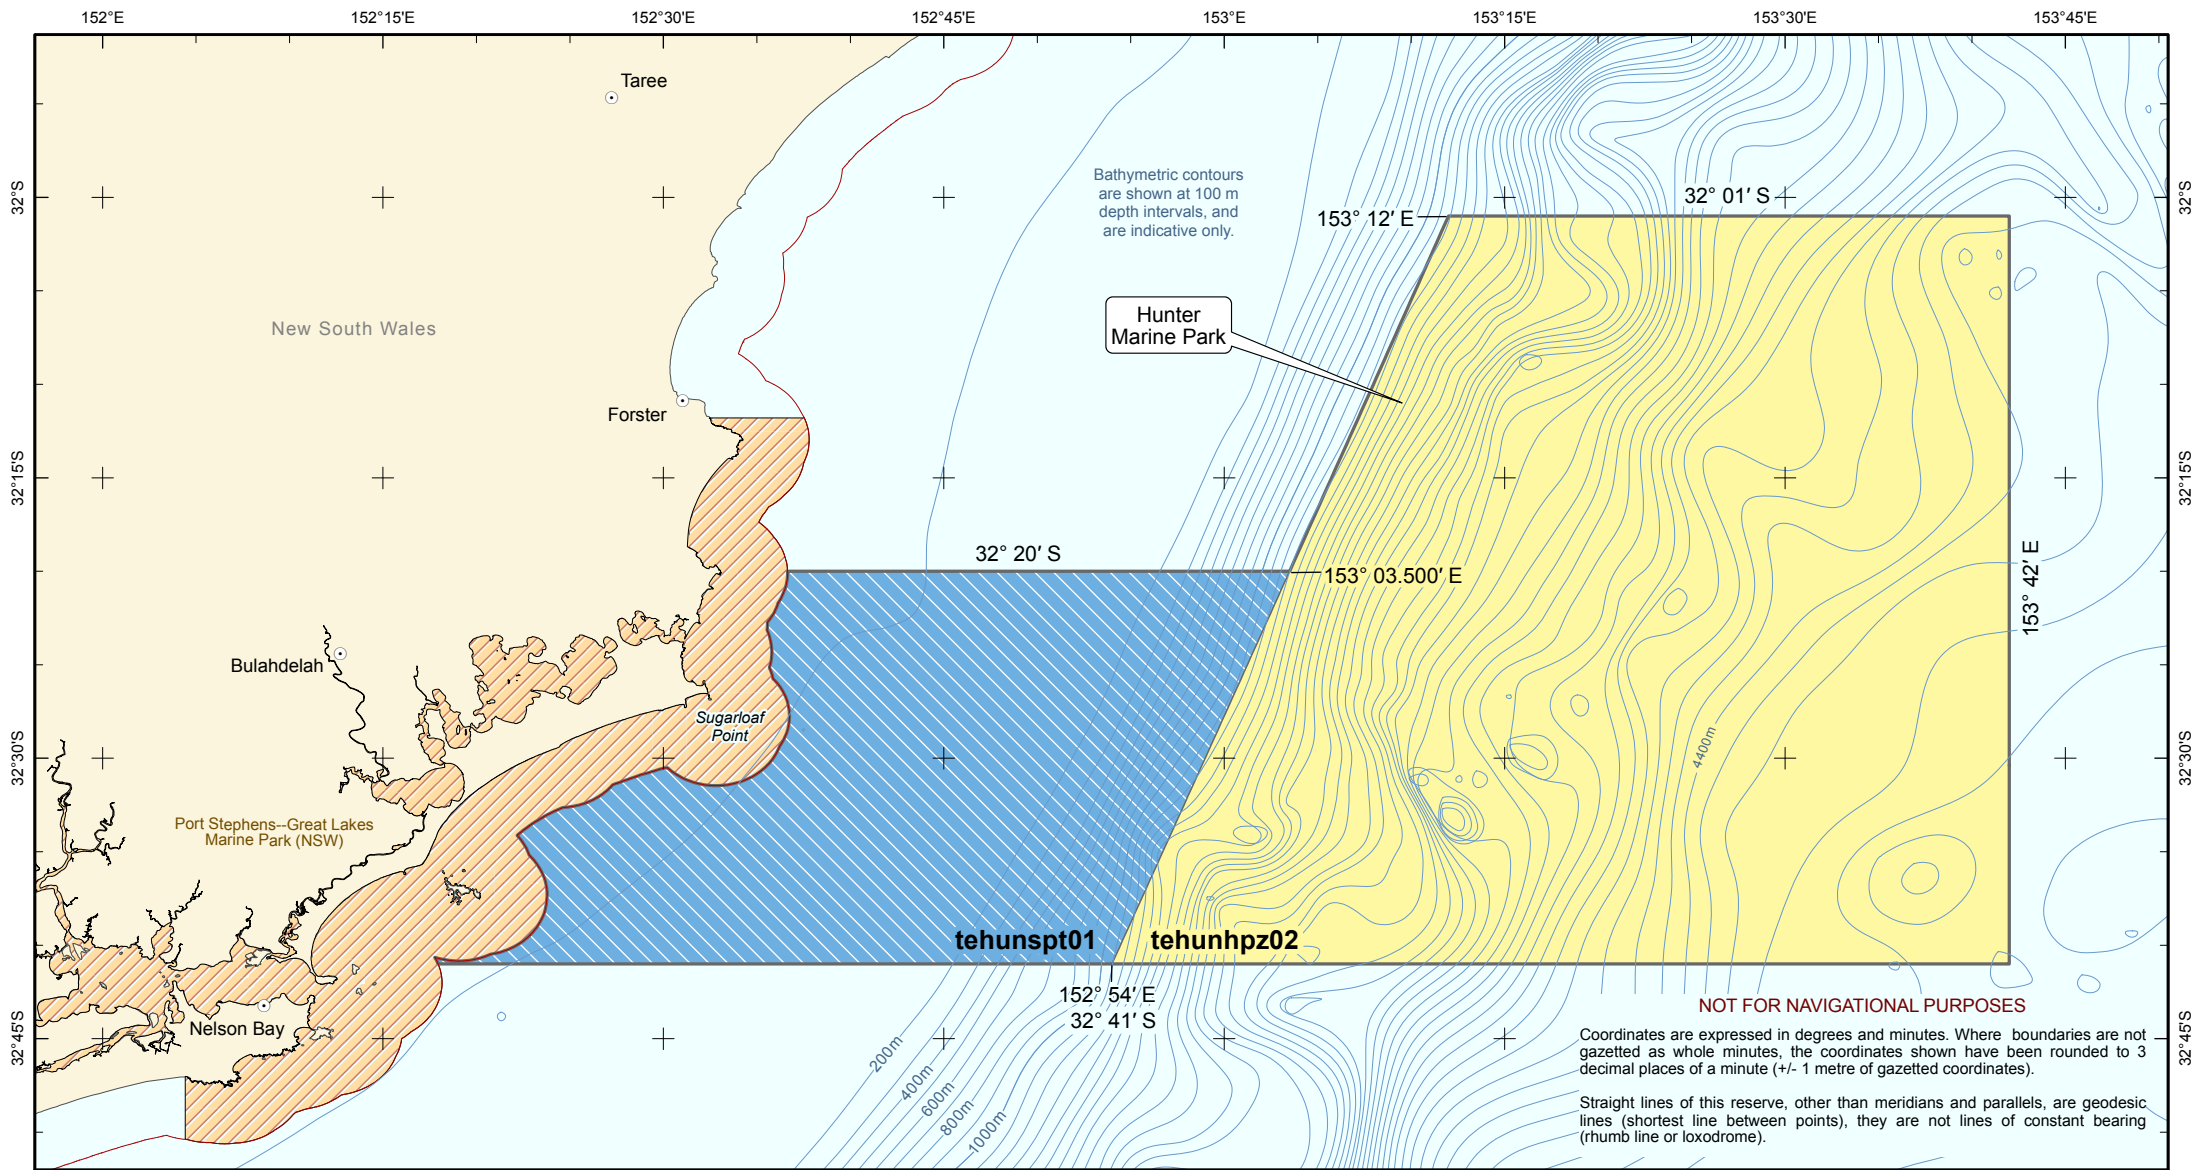 152°E
152°15'E
152°30'E
152°45'E
153°E
153°15'E
153°30'E
153°45'E
Taree
32°S
32°S
Bathymetric contours
are shown at 100 m
depth intervals, and
are indicative only.
32° 01′ S
153° 12′ E
New South Wales
Hunter
Marine Park
Forster
32°15'S
32°15'S
32° 20′ S
153° 03.500′ E
153° 42′ E
Bulahdelah
Sugarloaf
Point
32°30'S
32°30'S
4400m
Port Stephens--Great Lakes
Marine Park (NSW)
tehunspt01
tehunhpz02
152° 54′ E
32° 41′ S
Nelson Bay
32°45'S
32°45'S
200m
400m
600m
800m
1000m
NOT FOR NAVIGATIONAL PURPOSES
Coordinates are expressed in degrees and minutes. Where boundaries are not
gazetted as whole minutes, the coordinates shown have been rounded to 3
decimal places of a minute (+/- 1 metre of gazetted coordinates).
Straight lines of this reserve, other than meridians and parallels, are geodesic
lines (shortest line between points), they are not lines of constant bearing
(rhumb line or loxodrome).